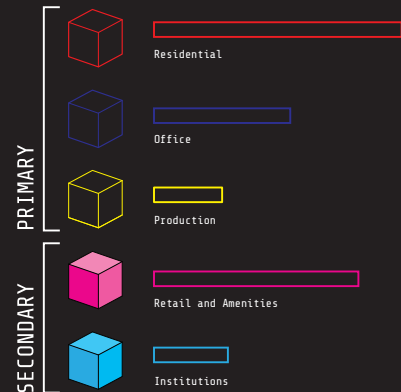 PRIMARY
Residential
Office
Production
SECONDARY
Retail and Amenities
Institutions